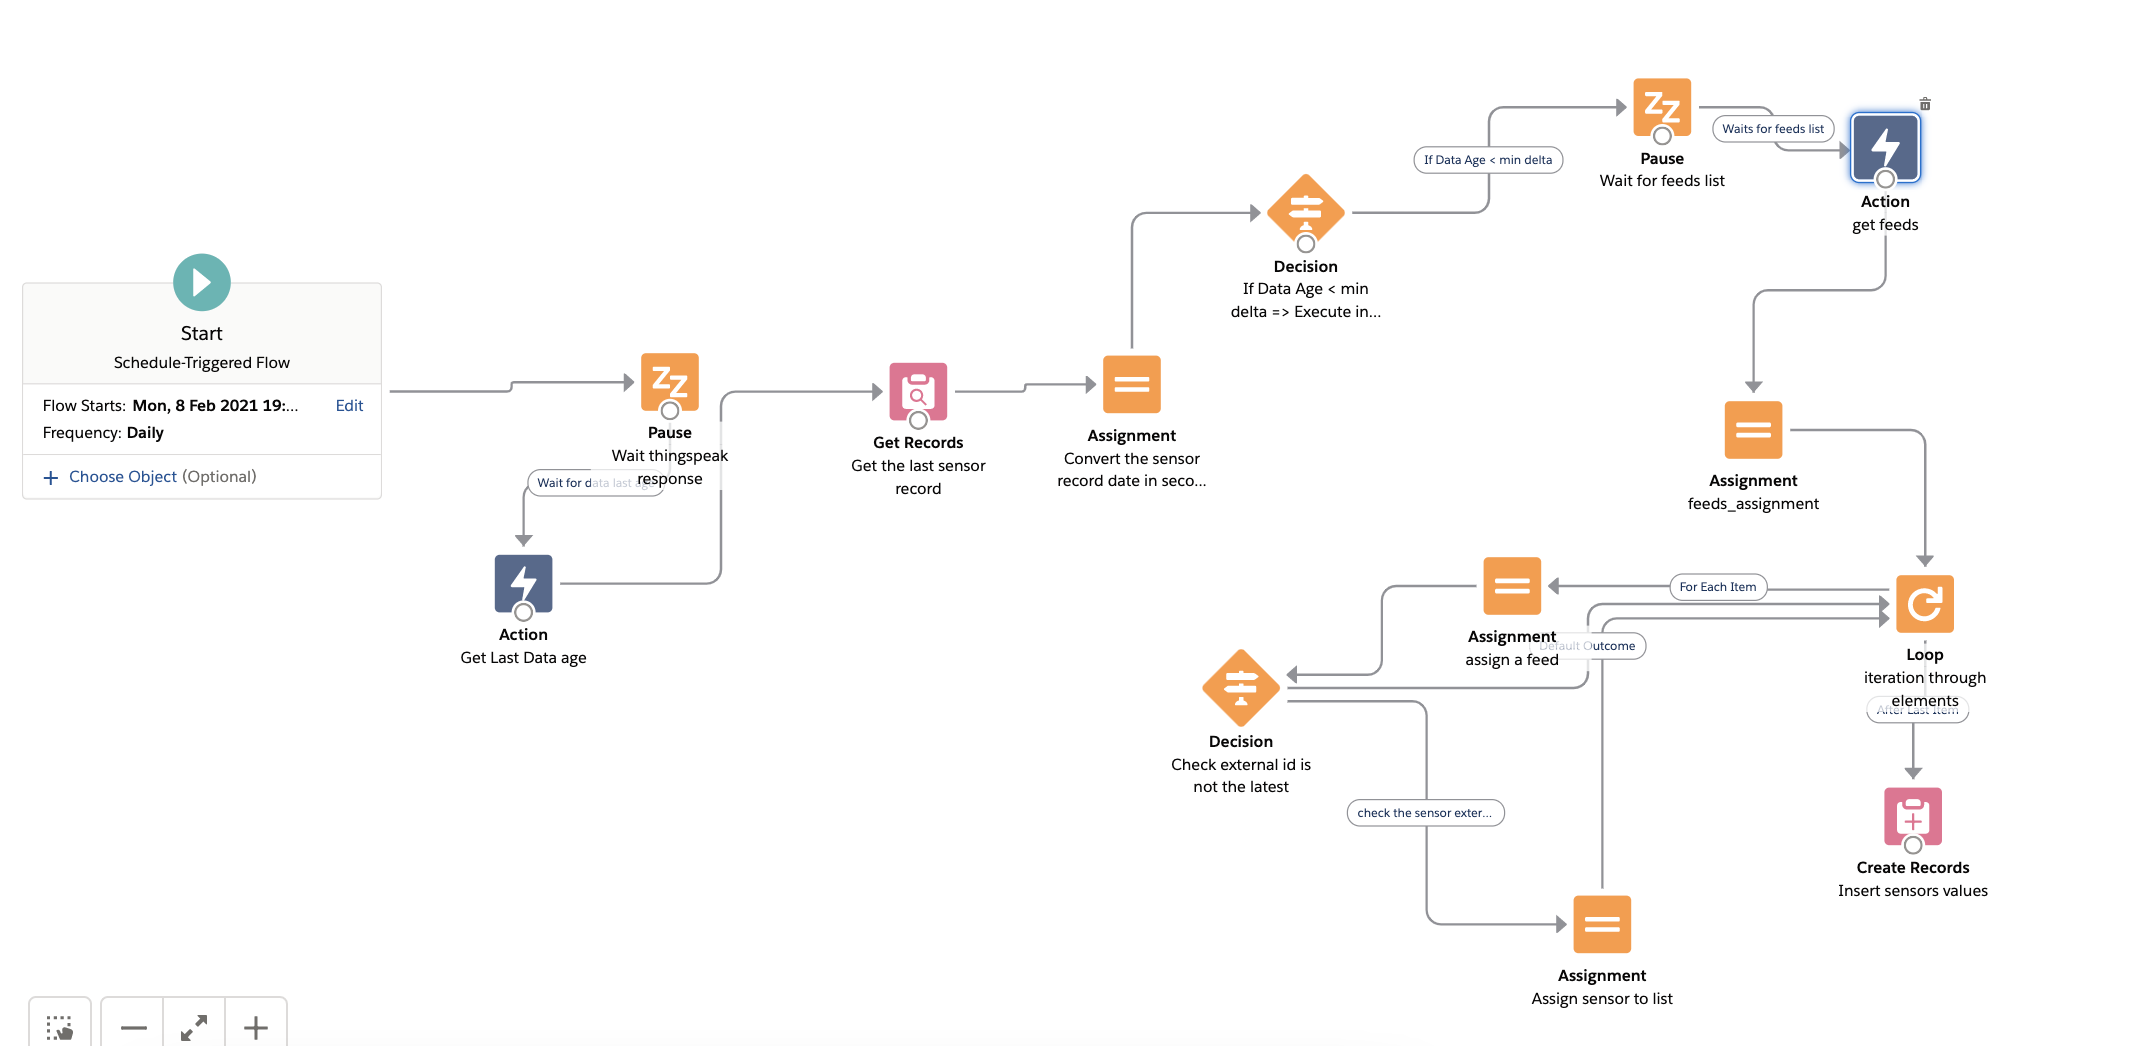 Start
Schedule-Triggered Flow
Flow Starts: Mon, 8 Feb 2021 19:...
Edit
Frequency: Daily
+ Choose Object (Optional)
Pause
Wait thingspeak
response
Wait for data last age
Action
Get Last Data age
Get Records
Get the last sensor
record
Assignment
Convert the sensor
record date in seco...
Decision
If Data Age < min
delta => Execute in...
If Data Age < min delta
Pause
Wait for feeds list
Waits for feeds list
Action
get feeds
Assignment
feeds_assignment
Loop
iteration through
elements
For Each Item
After Last Item
Assignment
assign a feed
Default Outcome
Decision
Check external id is
not the latest
check the sensor exter...
Assignment
Assign sensor to list
Create Records
Insert sensors values